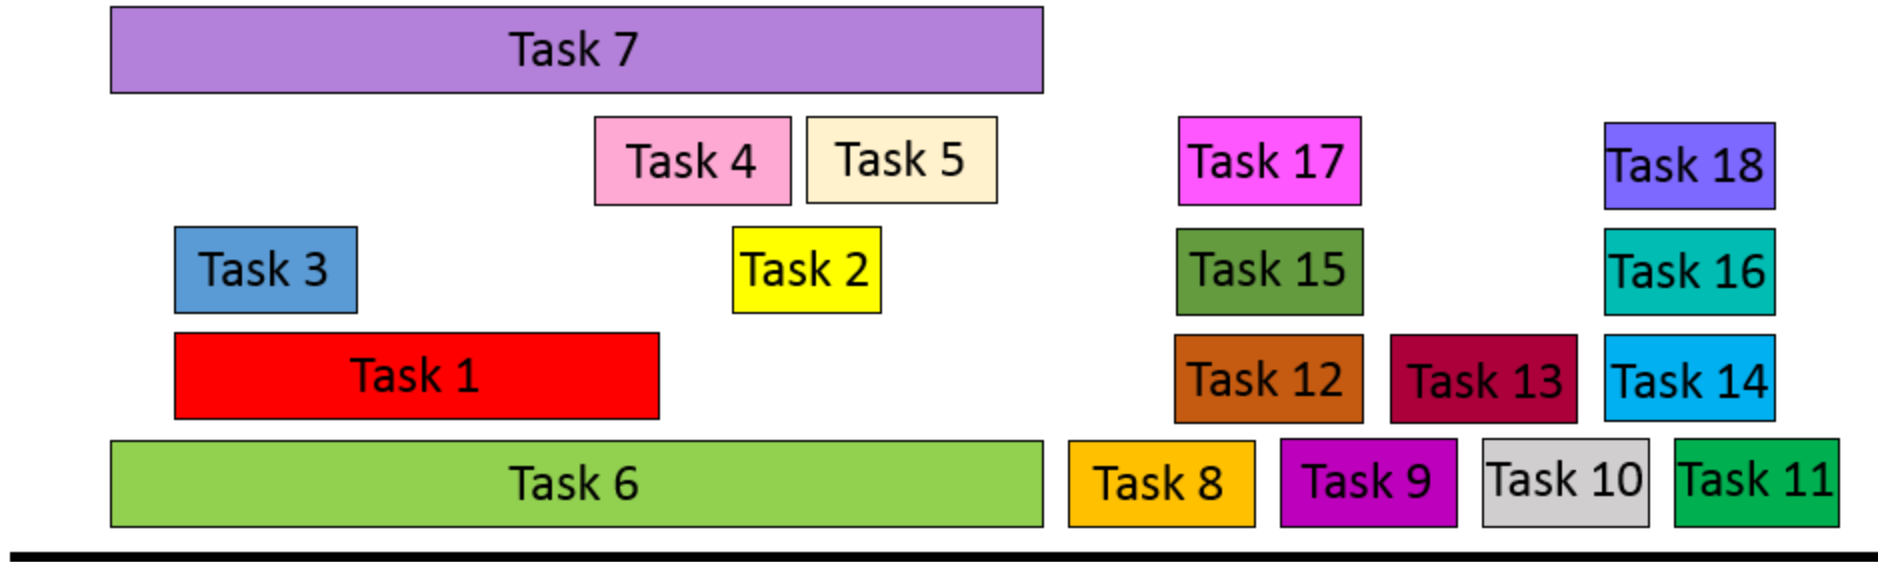 Task 7
Task 4
Task 5
Task 17
Task 18
Task 3
Task 2
Task 15
Task 16
Task 1
Task 12
Task 13
Task 14
Task 6
Task 8
Task 9
Task 10
Task 11